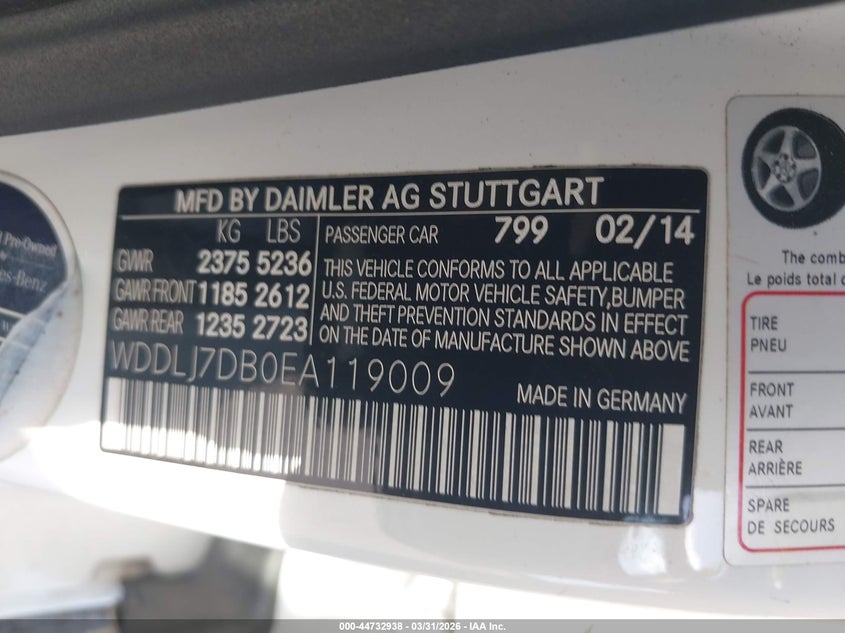 MFD BY DAIMLER AG STUTTGART
KG LBS
GWR 2375 5236
GAWR FRONT 1185 2612
GAWR REAR 1235 2723
PASSENGER CAR 799 02/14
THIS VEHICLE CONFORMS TO ALL APPLICABLE
U.S. FEDERAL MOTOR VEHICLE SAFETY,BUMPER
AND THEFT PREVENTION STANDARDS IN EFFECT
ON THE DATE OF MANUFACTURE SHOWN ABOVE
WDDLJ7DB0EA119009
MADE IN GERMANY
Pre-Owned
The comb
Le poids total
TIRE
PNEU
FRONT
AVANT
REAR
ARRIÈRE
SPARE
DE SECOURS
000-44732938 - 03/31/2026 - IAA Inc.